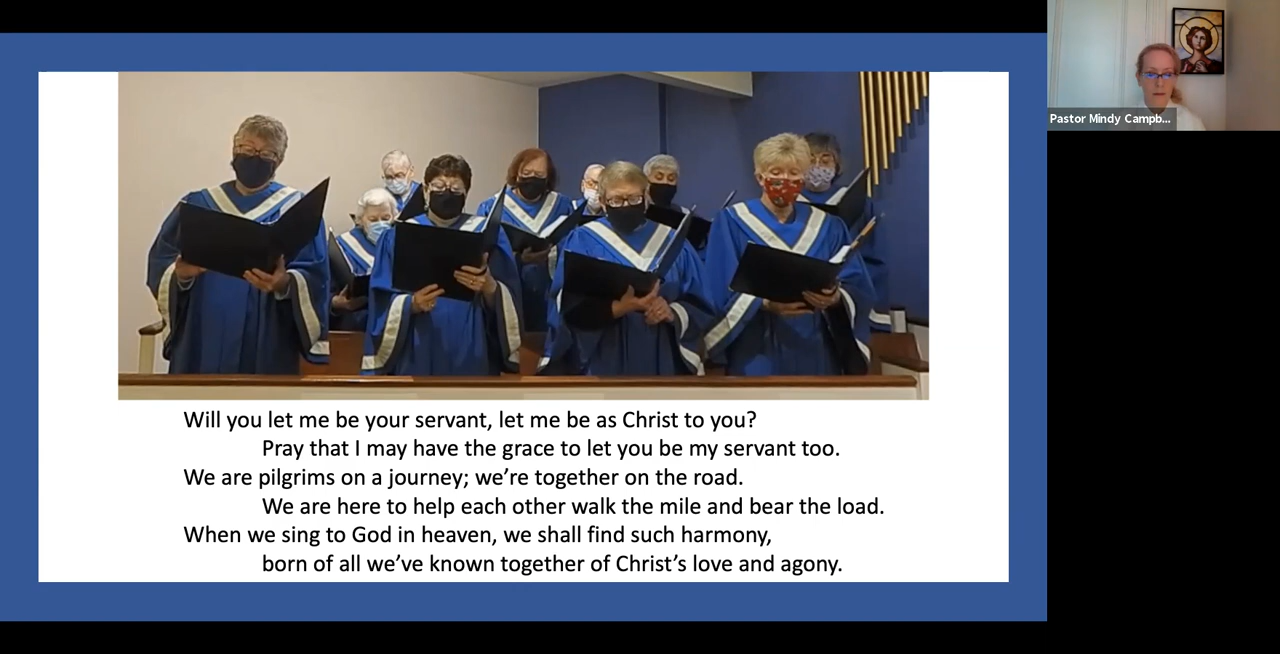 Will you let me be your servant, let me be as Christ to you?
Pray that I may have the grace to let you be my servant too.
We are pilgrims on a journey; we’re together on the road.
We are here to help each other walk the mile and bear the load.
When we sing to God in heaven, we shall find such harmony,
born of all we’ve known together of Christ’s love and agony.
Pastor Mindy Campb...